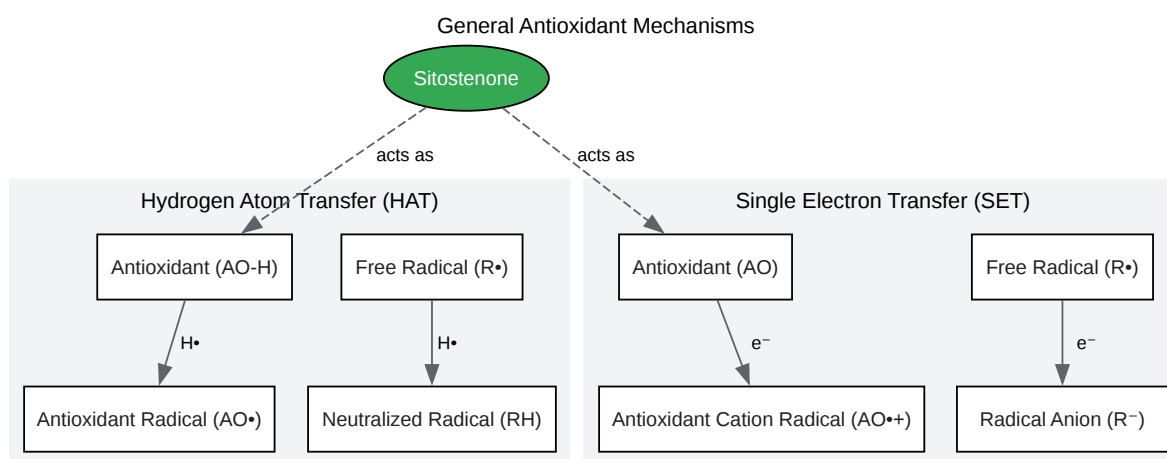 General Antioxidant Mechanisms
Sitostenone
acts as
acts as
Hydrogen Atom Transfer (HAT)
Single Electron Transfer (SET)
Antioxidant (AO-H)
Free Radical (R•)
Antioxidant (AO)
Free Radical (R•)
H•
H•
e⁻
e⁻
Antioxidant Radical (AO•)
Neutralized Radical (RH)
Antioxidant Cation Radical (AO•+)
Radical Anion (R⁻)